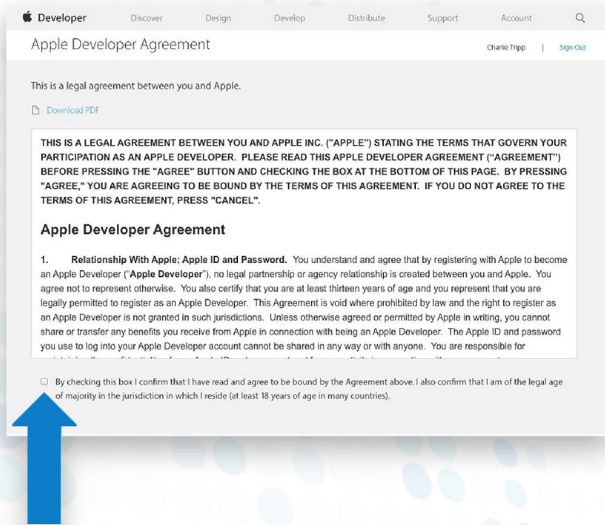 Developer Discover Design Develop Distribute Support Account
Apple Developer Agreement
Charlie Tripp | Sign Out
This is a legal agreement between you and Apple.
Download PDF
THIS IS A LEGAL AGREEMENT BETWEEN YOU AND APPLE INC. ("APPLE") STATING THE TERMS THAT GOVERN YOUR
PARTICIPATION AS AN APPLE DEVELOPER. PLEASE READ THIS APPLE DEVELOPER AGREEMENT ("AGREEMENT")
BEFORE PRESSING THE "AGREE" BUTTON AND CHECKING THE BOX AT THE BOTTOM OF THIS PAGE. BY PRESSING
"AGREE," YOU ARE AGREEING TO BE BOUND BY THE TERMS OF THIS AGREEMENT. IF YOU DO NOT AGREE TO THE
TERMS OF THIS AGREEMENT, PRESS "CANCEL".
Apple Developer Agreement
1. Relationship With Apple; Apple ID and Password. You understand and agree that by registering with Apple to become
an Apple Developer ("Apple Developer"), no legal partnership or agency relationship is created between you and Apple. You
agree not to represent otherwise. You also certify that you are at least thirteen years of age and you represent that you are
legally permitted to register as an Apple Developer. This Agreement is void where prohibited by law and the right to register as
an Apple Developer is not granted in such jurisdictions. Unless otherwise agreed or permitted by Apple in writing, you cannot
share or transfer any benefits you receive from Apple in connection with being an Apple Developer. The Apple ID and password
you use to log into your Apple Developer account cannot be shared in any way or with anyone. You are responsible for
By checking this box I confirm that I have read and agree to be bound by the Agreement above. I also confirm that I am of the legal age
of majority in the jurisdiction in which I reside (at least 18 years of age in many countries).